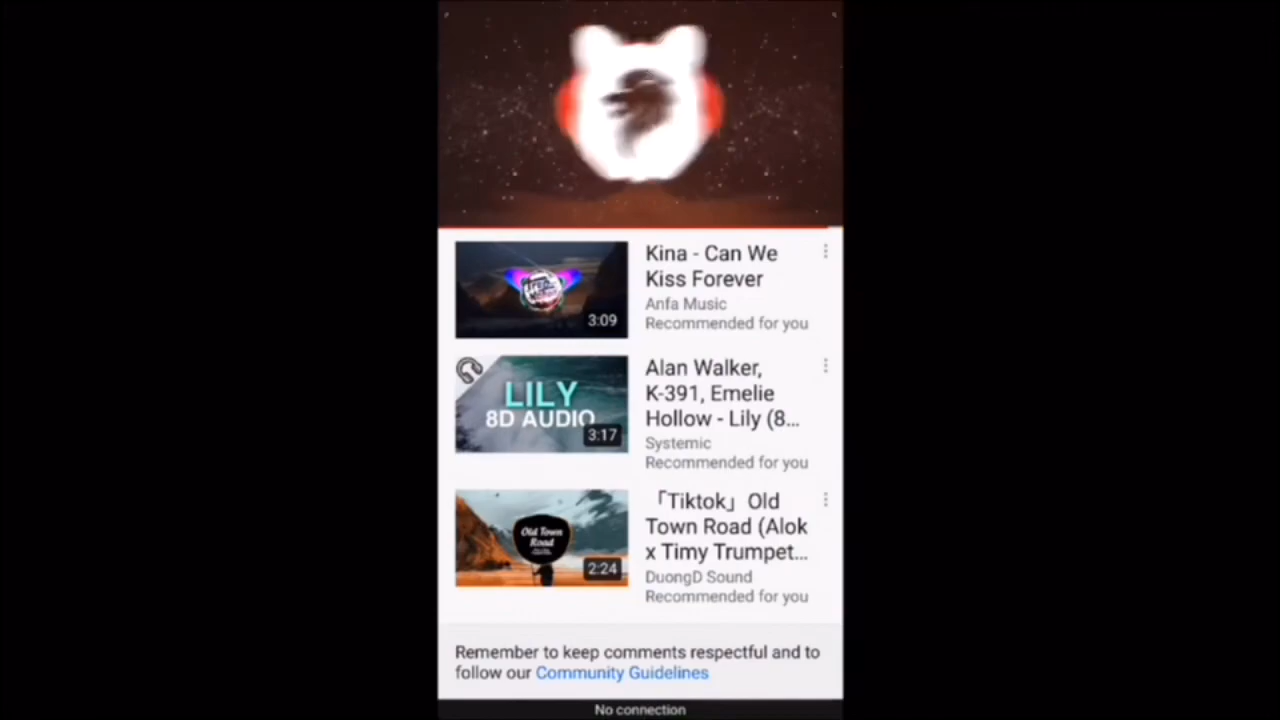 Kina - Can We
Kiss Forever
Anfa Music
Recommended for you
3:09
Alan Walker,
K-391, Emelie
Hollow - Lily (8...
Systemic
Recommended for you
LILY
8D AUDIO
3:17
「Tiktok」 Old
Town Road (Alok
x Timy Trumpet...
DuongD Sound
Recommended for you
Old Town
Road
2:24
Remember to keep comments respectful and to
follow our Community Guidelines
No connection